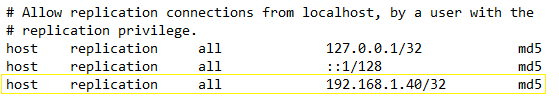 # Allow replication connections from localhost, by a user with the
# replication privilege.
host    replication     all             127.0.0.1/32            md5
host    replication     all             ::1/128                 md5
host    replication     all             192.168.1.40/32         md5